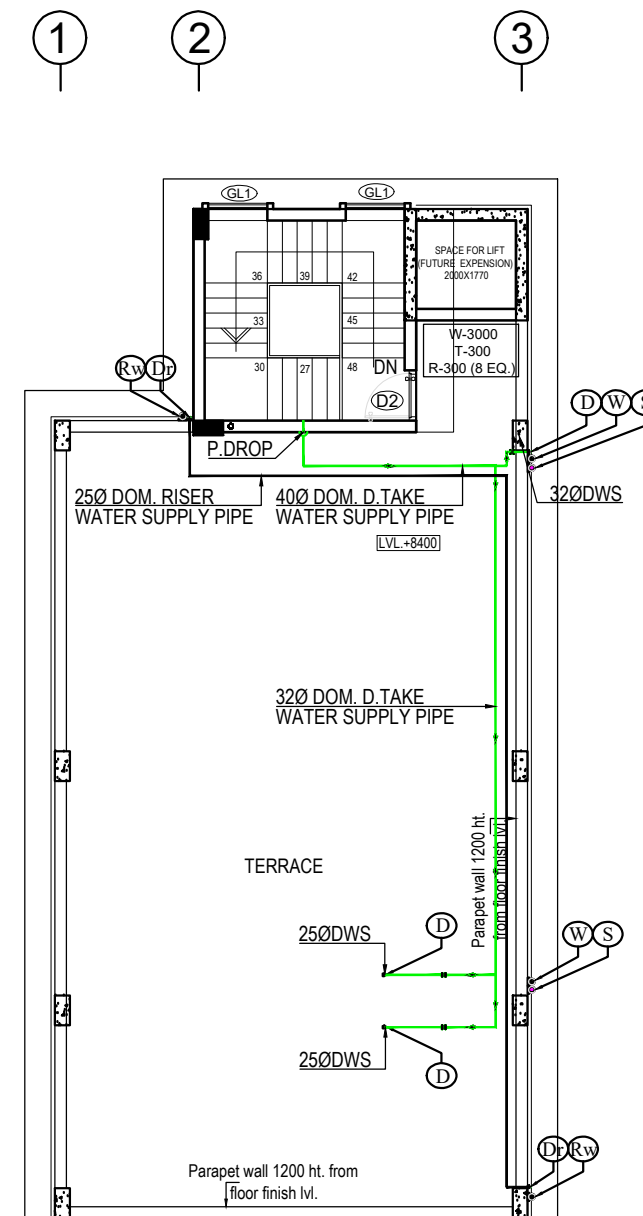 1
2
3
GL1
GL1
SPACE FOR LIFT
(FUTURE EXPENSION)
2000X1770
36
39
42
33
45
30
27
48
DN
W-3000
T-300
R-300 (8 EQ.)
D2
Rw
Dr
D
W
S
P.DROP
25Ø DOM. RISER
WATER SUPPLY PIPE
40Ø DOM. D.TAKE
WATER SUPPLY PIPE
32ØDWS
LVL.+8400
32Ø DOM. D.TAKE
WATER SUPPLY PIPE
Parapet wall 1200 ht.
from floor finish lvl.
TERRACE
25ØDWS
D
W
S
25ØDWS
D
Dr
Rw
Parapet wall 1200 ht. from
floor finish lvl.